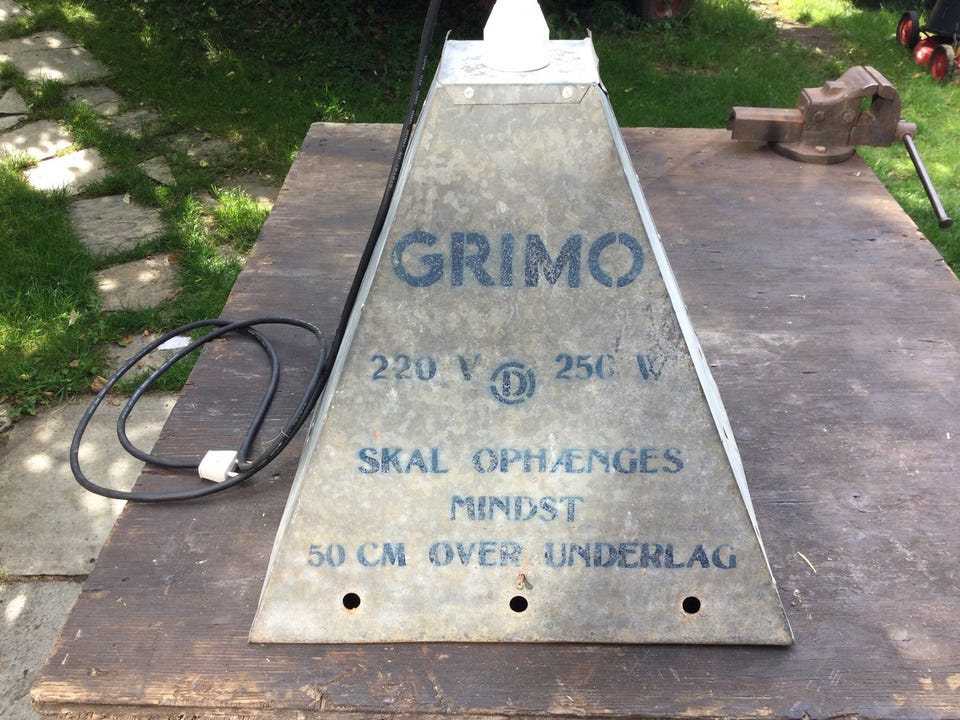 GRIMO
220 V D 250 W
SKAL OPHÆNGES
MINDST
50 CM OVER UNDERLAG